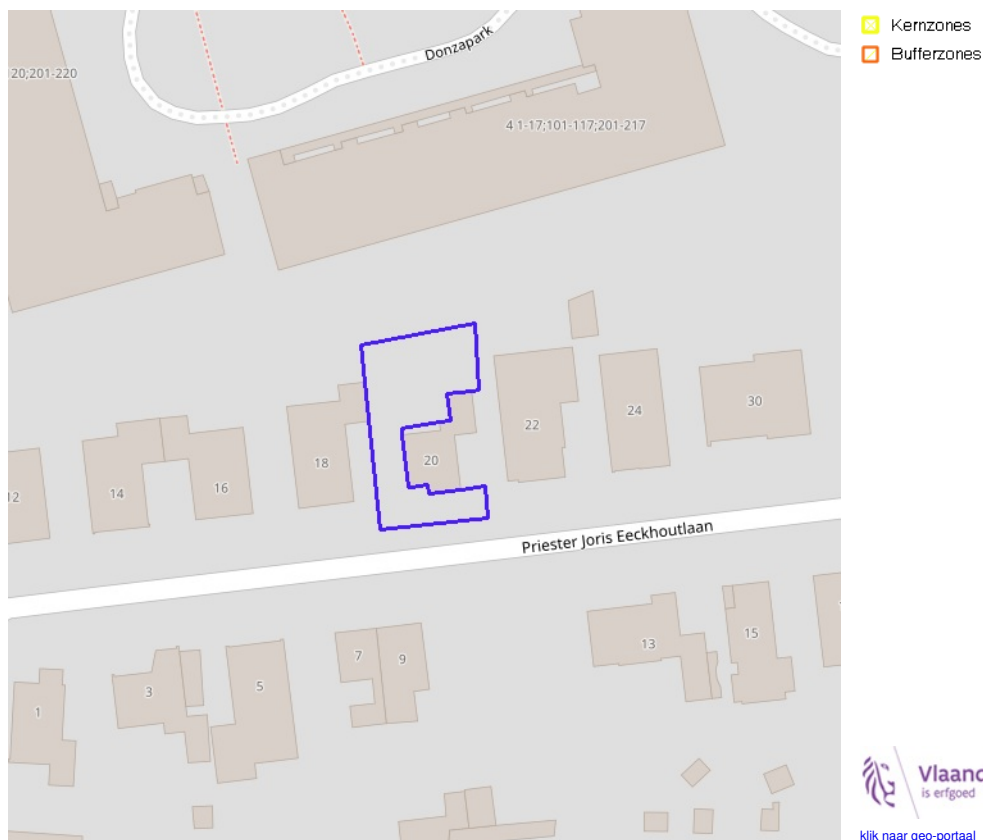 Kernzones
Bufferzones
Donzapark
20;201-220
4 1-17;101-117;201-217
30
24
22
20
18
16
14
12
Priester Joris Eeckhoutlaan
15
13
7
9
5
3
1
Vlaand
is erfgoed
klik naar geo-portaal